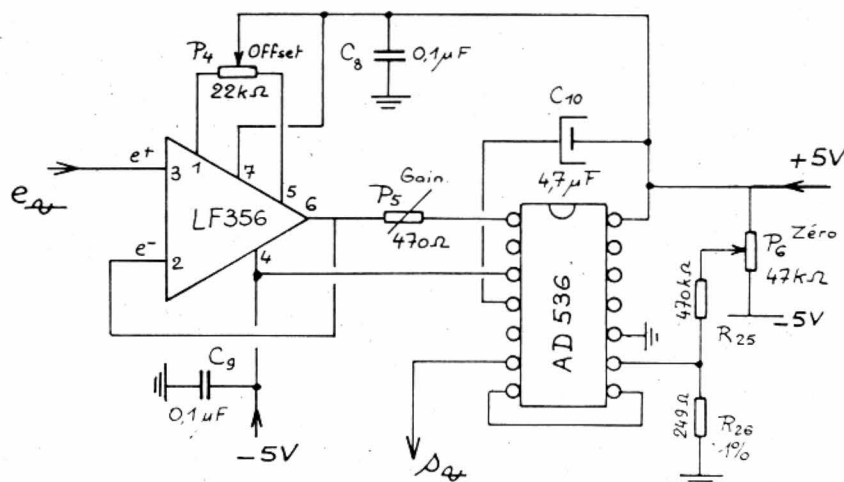 P4
Offset
22kΩ
C8
0,1µF
C10
4,7µF
+5V
e+
3
1
7
5
6
e~
LF356
P5
Gain.
470Ω
e-
2
4
P6
Zéro
47kΩ
470kΩ
R25
-5V
AD 536
C9
0,1µF
-5V
s~
249Ω
R26
1%